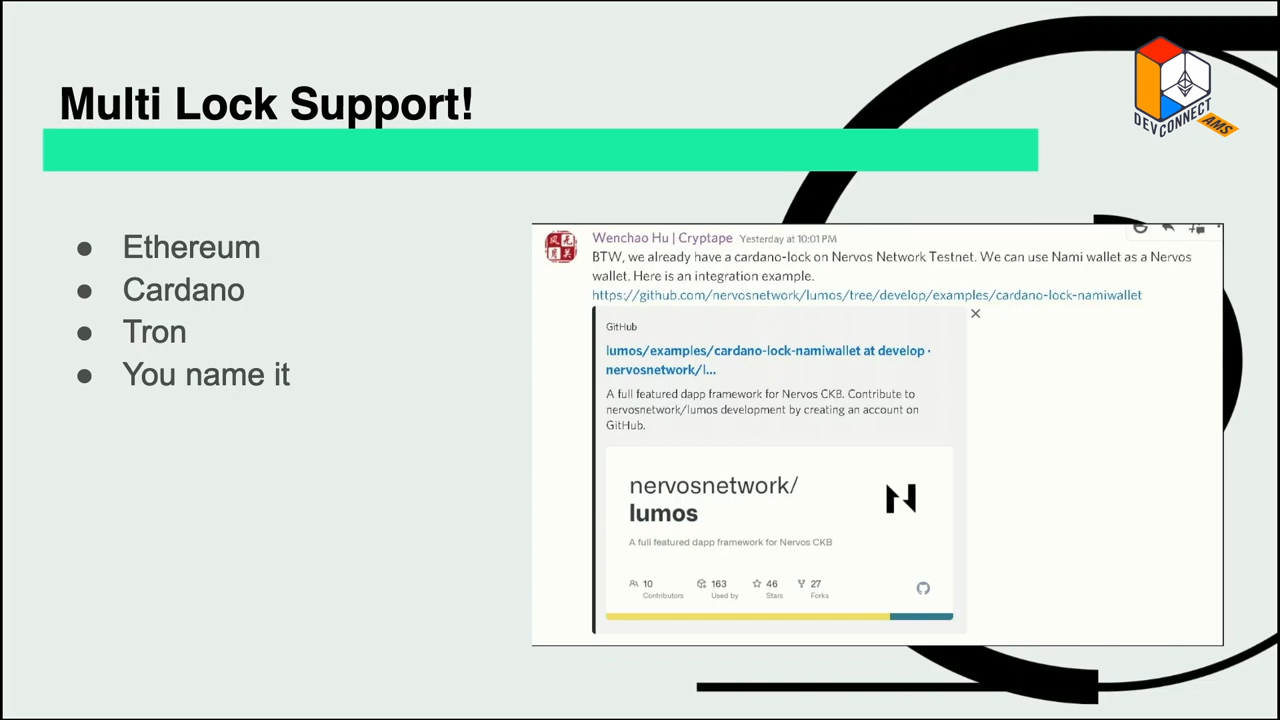 Multi Lock Support!
DEVCONNECT
AMS
● Ethereum
● Cardano
● Tron
● You name it
Wenchao Hu | Cryptape Yesterday at 10:01 PM
BTW, we already have a cardano-lock on Nervos Network Testnet. We can use Nami wallet as a Nervos
wallet. Here is an integration example.
https://github.com/nervosnetwork/lumos/tree/develop/examples/cardano-lock-namiwallet
GitHub
lumos/examples/cardano-lock-namiwallet at develop ·
nervosnetwork/l...
A full featured dapp framework for Nervos CKB. Contribute to
nervosnetwork/lumos development by creating an account on
GitHub.
nervosnetwork/
lumos
A full featured dapp framework for Nervos CKB
10 163 46 27
Contributors Used by Stars Forks